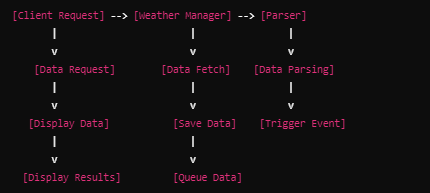 [Client Request] --> [Weather Manager] --> [Parser]
| | |
v v v
[Data Request] [Data Fetch] [Data Parsing]
| | |
v v v
[Display Data] [Save Data] [Trigger Event]
| |
v v
[Display Results] [Queue Data]